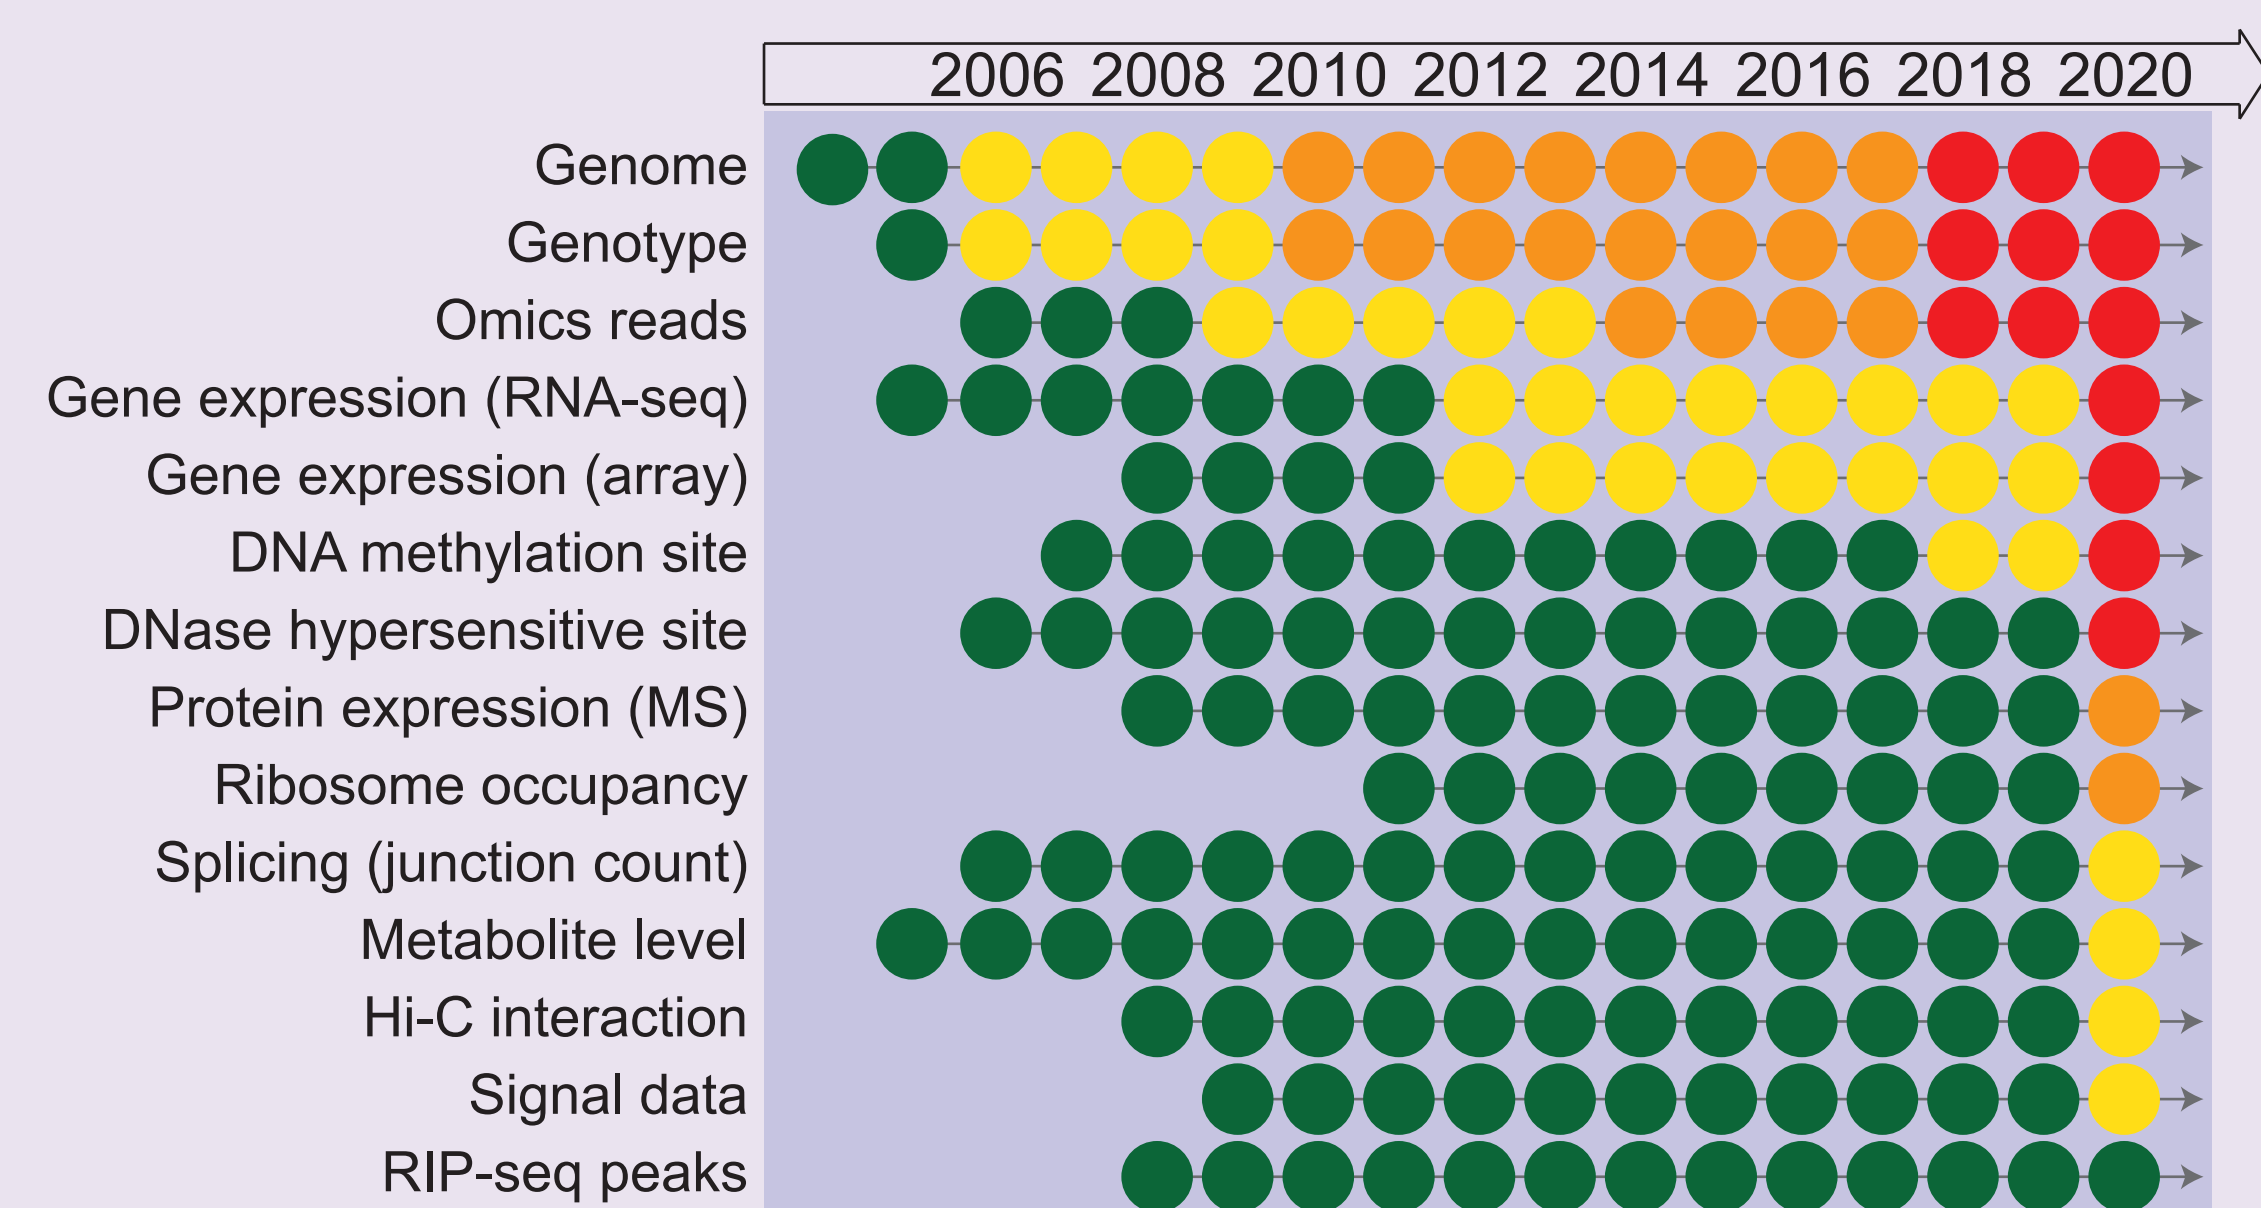 2006 2008 2010 2012 2014 2016 2018 2020
Genome
Genotype
Omics reads
Gene expression (RNA-seq)
Gene expression (array)
DNA methylation site
DNase hypersensitive site
Protein expression (MS)
Ribosome occupancy
Splicing (junction count)
Metabolite level
Hi-C interaction
Signal data
RIP-seq peaks